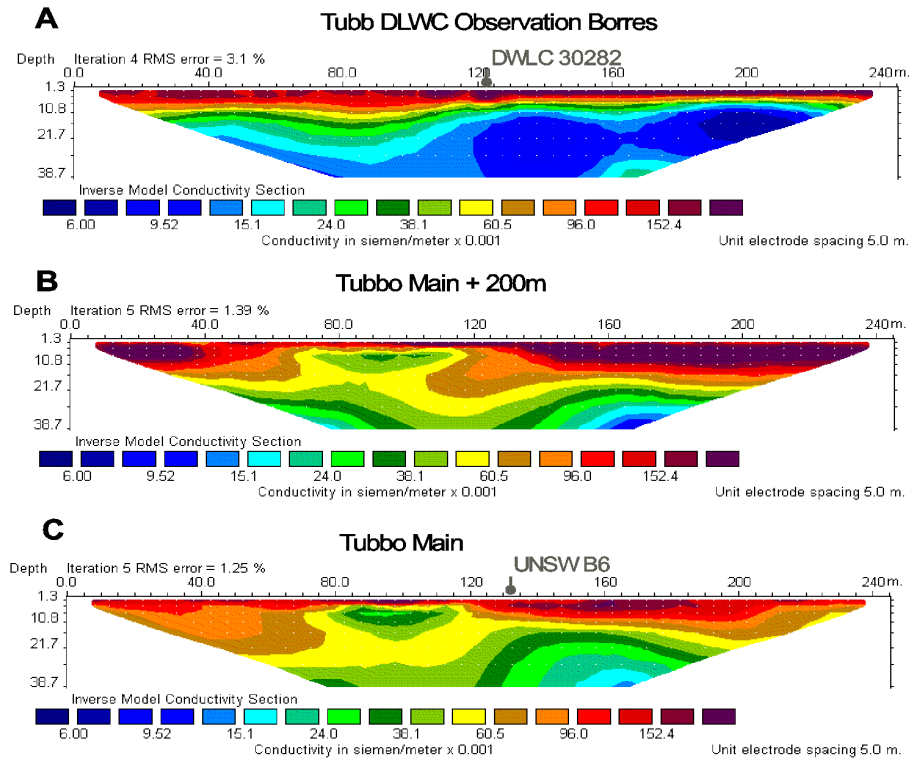 A
Tubb DLWC Observation Borres
Depth Iteration 4 RMS error = 3.1 %
DWLC 30282
0.0 40.0 80.0 120 160 200 240m.
1.3
10.8
21.7
38.7
Inverse Model Conductivity Section
6.00 9.52 15.1 24.0 38.1 60.5 96.0 152.4
Conductivity in siemen/meter x 0.001 Unit electrode spacing 5.0 m.
B
Tubbo Main + 200m
Depth Iteration 5 RMS error = 1.39 %
0.0 40.0 80.0 120 160 200 240m.
1.3
10.8
21.7
38.7
Inverse Model Conductivity Section
6.00 9.52 15.1 24.0 38.1 60.5 96.0 152.4
Conductivity in siemen/meter x 0.001 Unit electrode spacing 5.0 m.
C
Tubbo Main
Depth Iteration 5 RMS error = 1.25 %
UNSW B6
0.0 40.0 80.0 120 160 200 240m.
1.3
10.8
21.7
38.7
Inverse Model Conductivity Section
6.00 9.52 15.1 24.0 38.1 60.5 96.0 152.4
Conductivity in siemen/meter x 0.001 Unit electrode spacing 5.0 m.